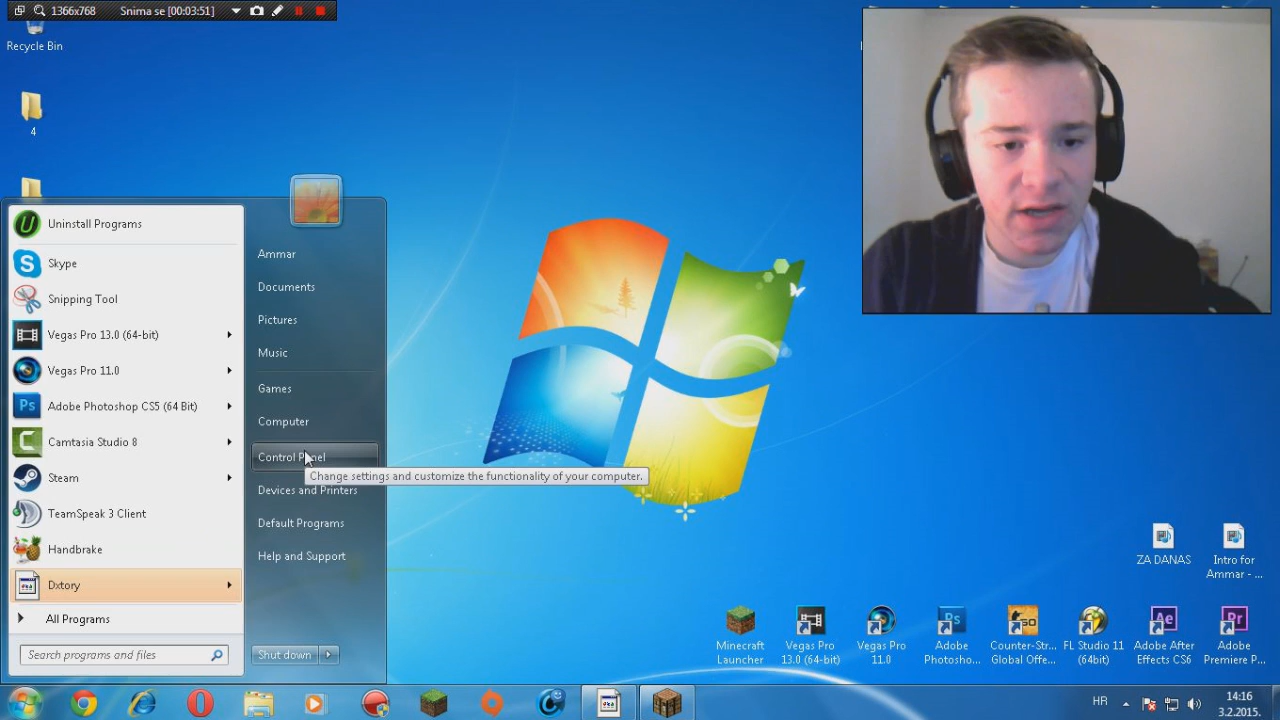 1366x768 Snima se [00:03:51]
Recycle Bin
4
Uninstall Programs
Skype
Snipping Tool
Vegas Pro 13.0 (64-bit)
Vegas Pro 11.0
Adobe Photoshop CS5 (64 Bit)
Camtasia Studio 8
Steam
TeamSpeak 3 Client
Handbrake
Dxtory
All Programs
Search programs and files
Ammar
Documents
Pictures
Music
Games
Computer
Control Panel
Change settings and customize the functionality of your computer.
Devices and Printers
Default Programs
Help and Support
Shut down
ZA DANAS
Intro for
Ammar - ...
Minecraft
Launcher
Vegas Pro
13.0 (64-bit)
Vegas Pro
11.0
Adobe
Photosho...
Counter-Str...
Global Offe...
FL Studio 11
(64bit)
Adobe After
Effects CS6
Adobe
Premiere P...
HR
14:16
3.2.2015.